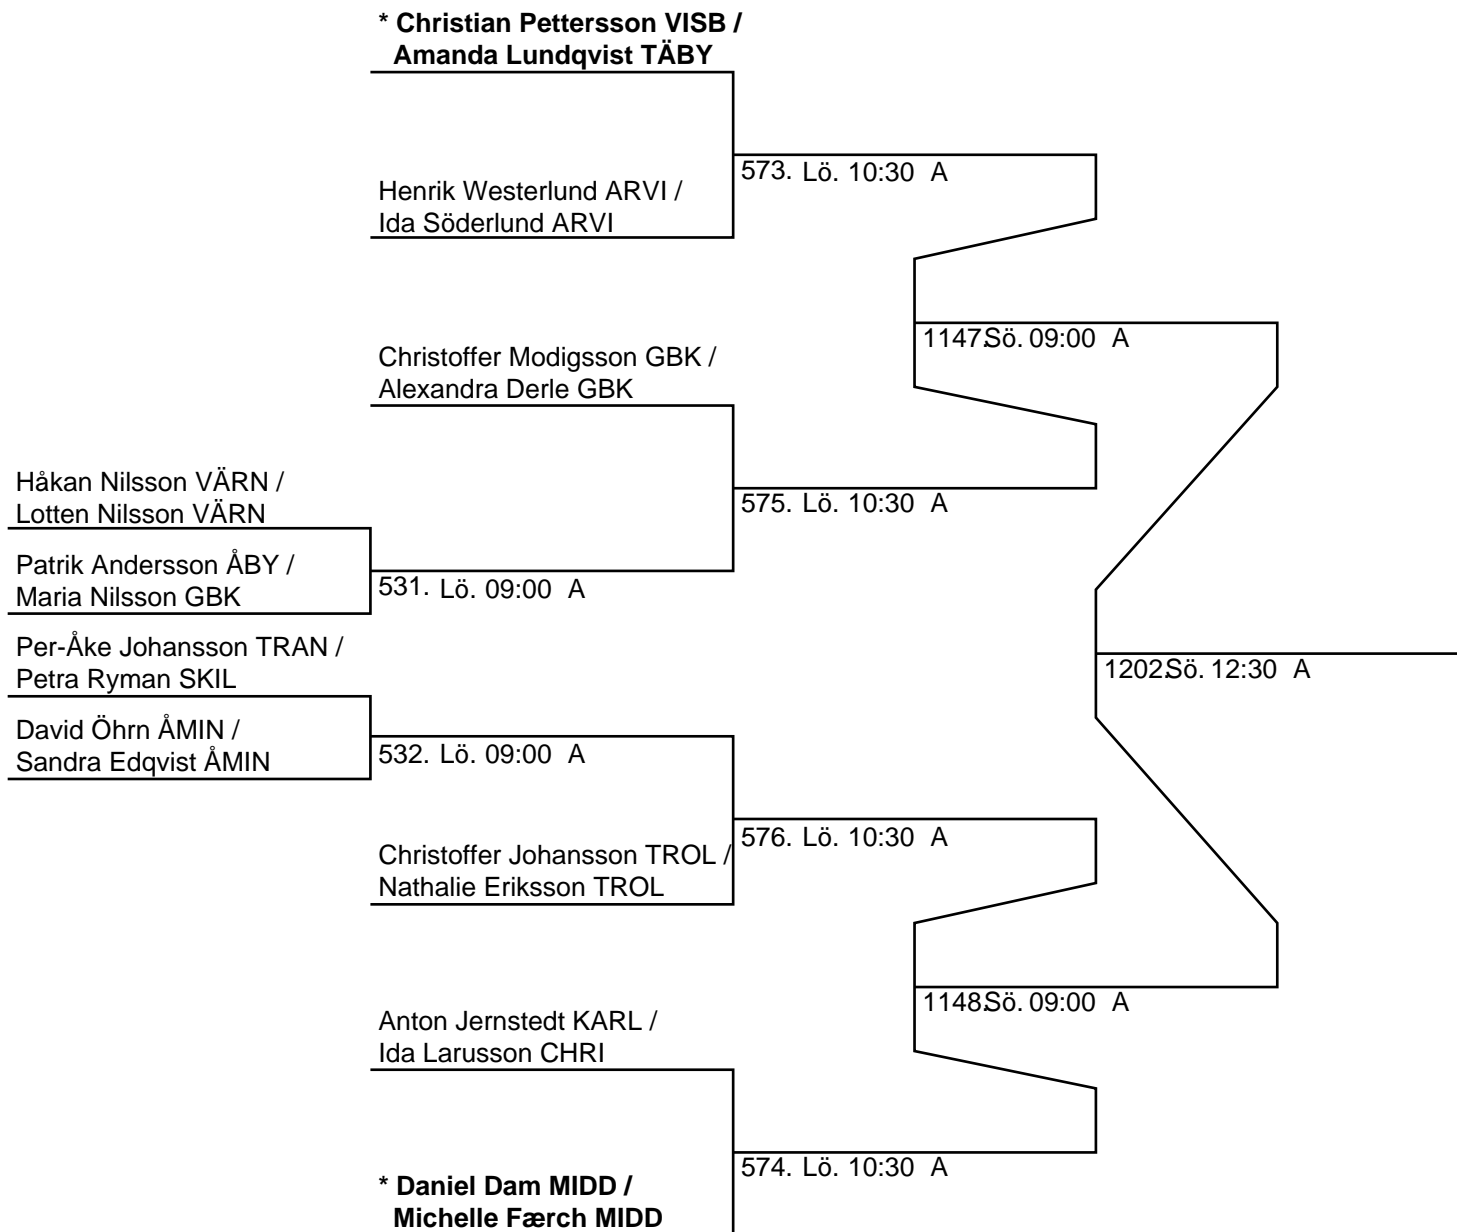 * Christian Pettersson VISB /
Amanda Lundqvist TÄBY
573. Lö. 10:30 A
Henrik Westerlund ARVI /
Ida Söderlund ARVI
1147. Sö. 09:00 A
Christoffer Modigsson GBK /
Alexandra Derle GBK
Håkan Nilsson VÄRN /
Lotten Nilsson VÄRN
575. Lö. 10:30 A
Patrik Andersson ÅBY /
Maria Nilsson GBK
531. Lö. 09:00 A
Per-Åke Johansson TRAN /
Petra Ryman SKIL
1202. Sö. 12:30 A
David Öhrn ÅMIN /
Sandra Edqvist ÅMIN
532. Lö. 09:00 A
576. Lö. 10:30 A
Christoffer Johansson TROL /
Nathalie Eriksson TROL
1148. Sö. 09:00 A
Anton Jernstedt KARL /
Ida Larusson CHRI
574. Lö. 10:30 A
* Daniel Dam MIDD /
Michelle Færch MIDD